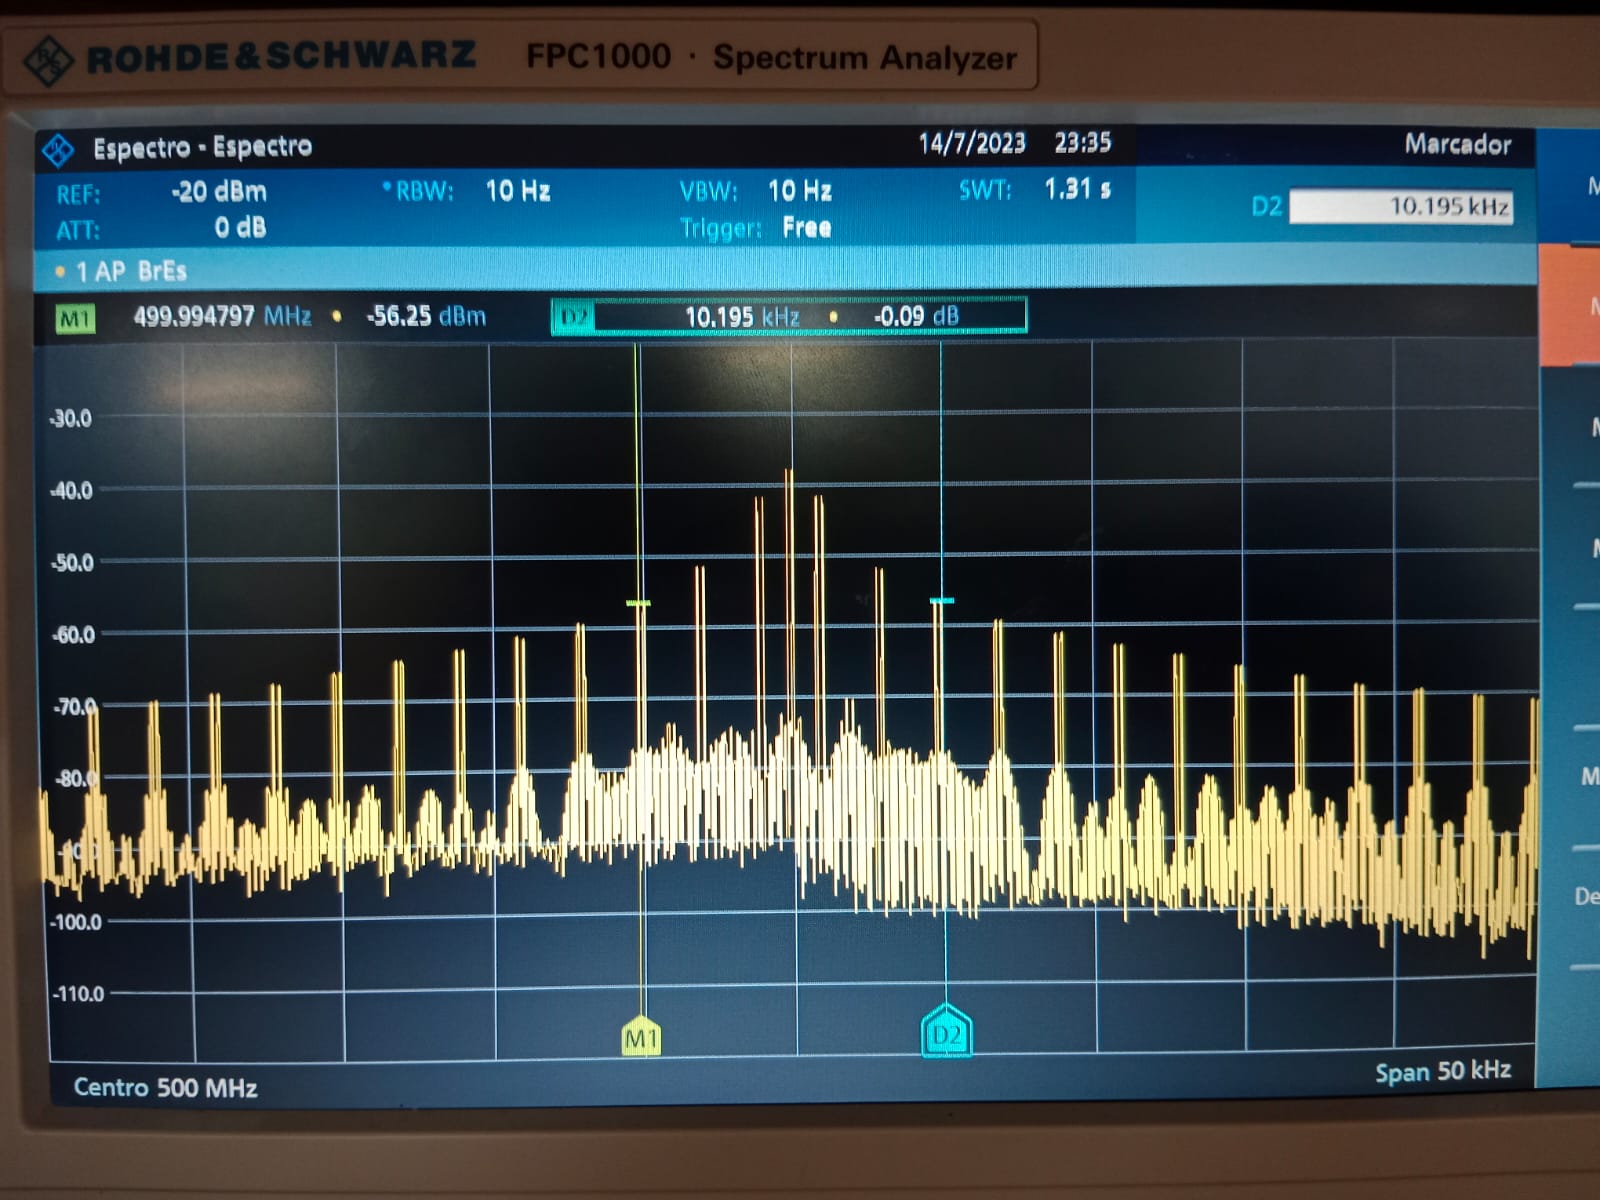 ROHDE&SCHWARZ FPC1000 · Spectrum Analyzer
Espectro - Espectro 14/7/2023 23:35 Marcador
REF: -20 dBm •RBW: 10 Hz VBW: 10 Hz SWT: 1.31 s D2 10.195 kHz
ATT: 0 dB Trigger: Free
• 1 AP BrEs
M1 499.994797 MHz • -56.25 dBm D2 10.195 kHz • -0.09 dB
-30.0
-40.0
-50.0
-60.0
-70.0
-80.0
-100.0
-110.0
M1 D2
Centro 500 MHz Span 50 kHz
De